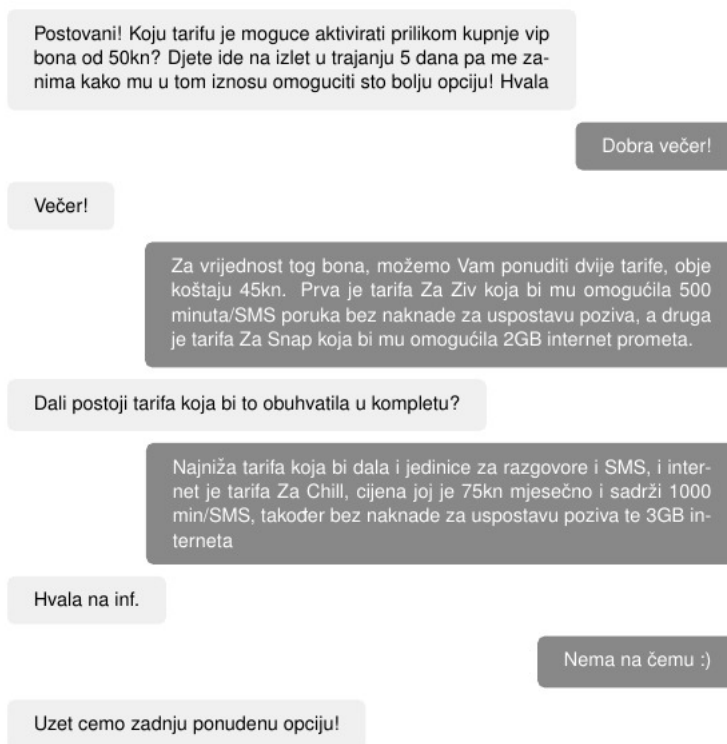 Postovani! Koju tarifu je moguce aktivirati prilikom kupnje vip
bona od 50kn? Djete ide na izlet u trajanju 5 dana pa me za-
nima kako mu u tom iznosu omoguciti sto bolju opciju! Hvala
Dobra večer!
Večer!
Za vrijednost tog bona, možemo Vam ponuditi dvije tarife, obje
koštaju 45kn. Prva je tarifa Za Ziv koja bi mu omogućila 500
minuta/SMS poruka bez naknade za uspostavu poziva, a druga
je tarifa Za Snap koja bi mu omogućila 2GB internet prometa.
Dali postoji tarifa koja bi to obuhvatila u kompletu?
Najniža tarifa koja bi dala i jedinice za razgovore i SMS, i inter-
net je tarifa Za Chill, cijena joj je 75kn mjesečno i sadrži 1000
min/SMS, također bez naknade za uspostavu poziva te 3GB in-
terneta
Hvala na inf.
Nema na čemu :)
Uzet cemo zadnju ponudenu opciju!